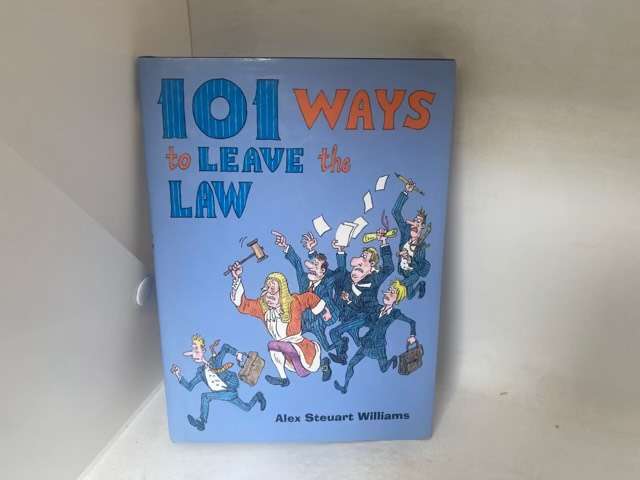 101 WAYS
to LEAVE the
LAW
Alex Steuart Williams